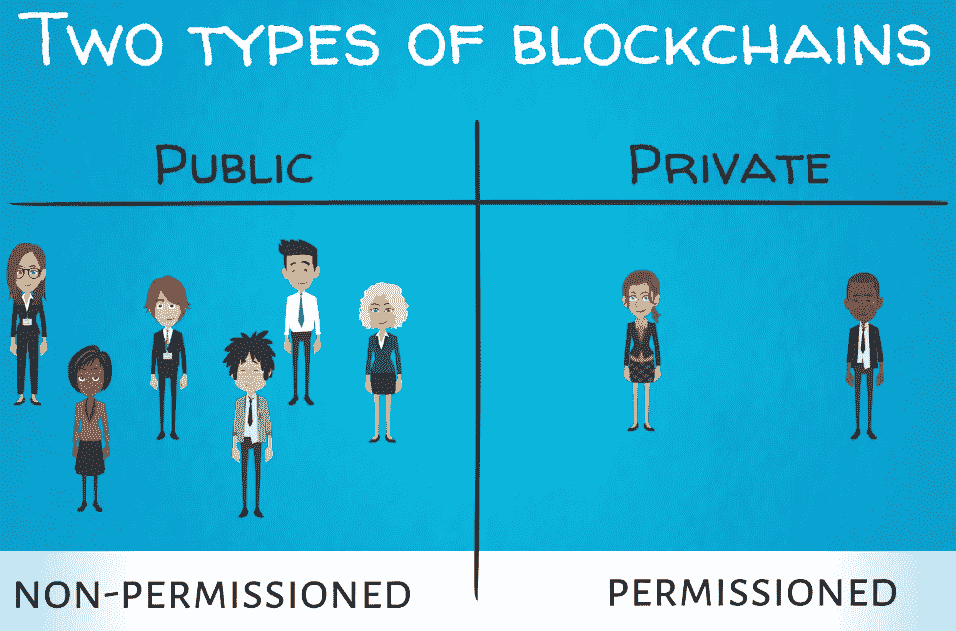 Two types of blockchains
Public
Private
NON-PERMISSIONED
PERMISSIONED